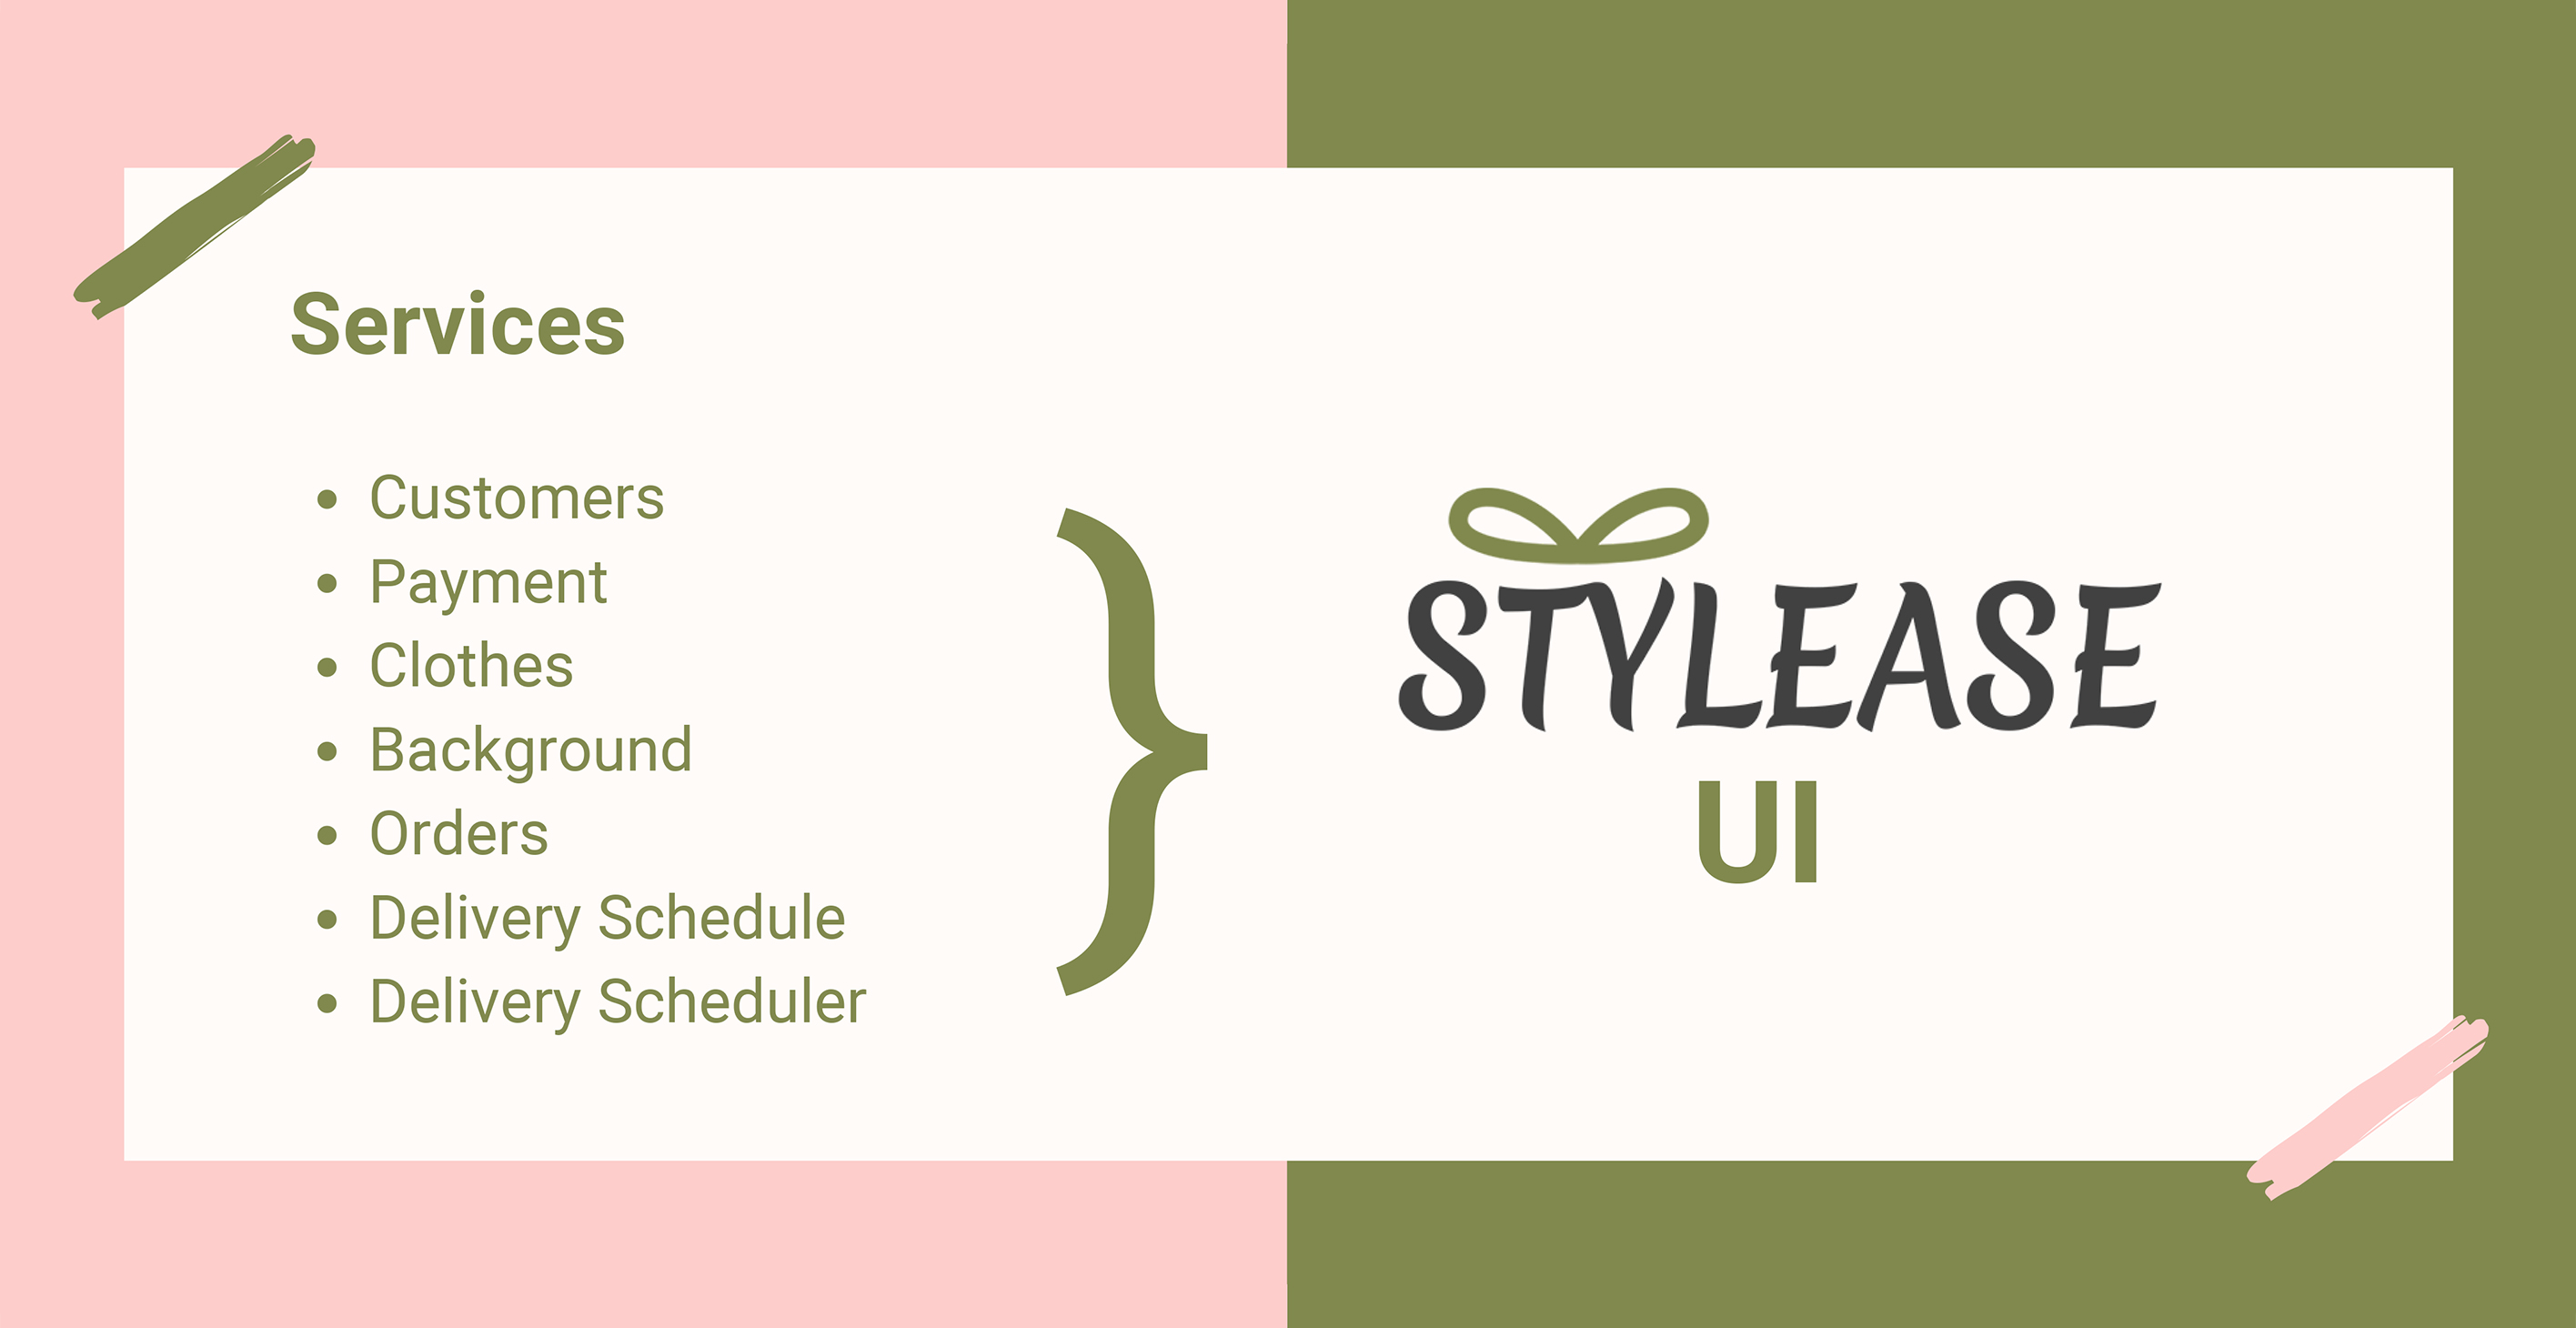 Services
• Customers
• Payment
• Clothes
• Background
• Orders
• Delivery Schedule
• Delivery Scheduler
}
STYLEASE
UI